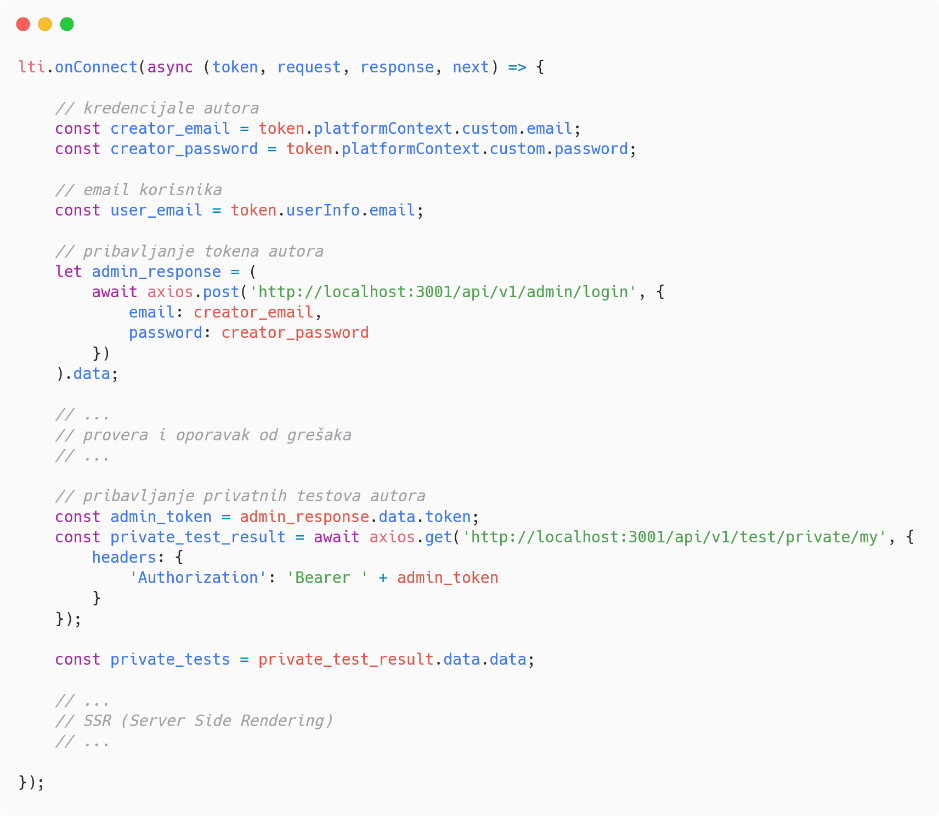 lti.onConnect(async (token, request, response, next) => {
// kredencijale autora
const creator_email = token.platformContext.custom.email;
const creator_password = token.platformContext.custom.password;
// email korisnika
const user_email = token.userInfo.email;
// pribavljanje tokena autora
let admin_response = (
await axios.post('http://localhost:3001/api/v1/admin/login', {
email: creator_email,
password: creator_password
})
).data;
// ...
// provera i oporavak od grešaka
// ...
// pribavljanje privatnih testova autora
const admin_token = admin_response.data.token;
const private_test_result = await axios.get('http://localhost:3001/api/v1/test/private/my', {
headers: {
'Authorization': 'Bearer ' + admin_token
}
});
const private_tests = private_test_result.data.data;
// ...
// SSR (Server Side Rendering)
// ...
});